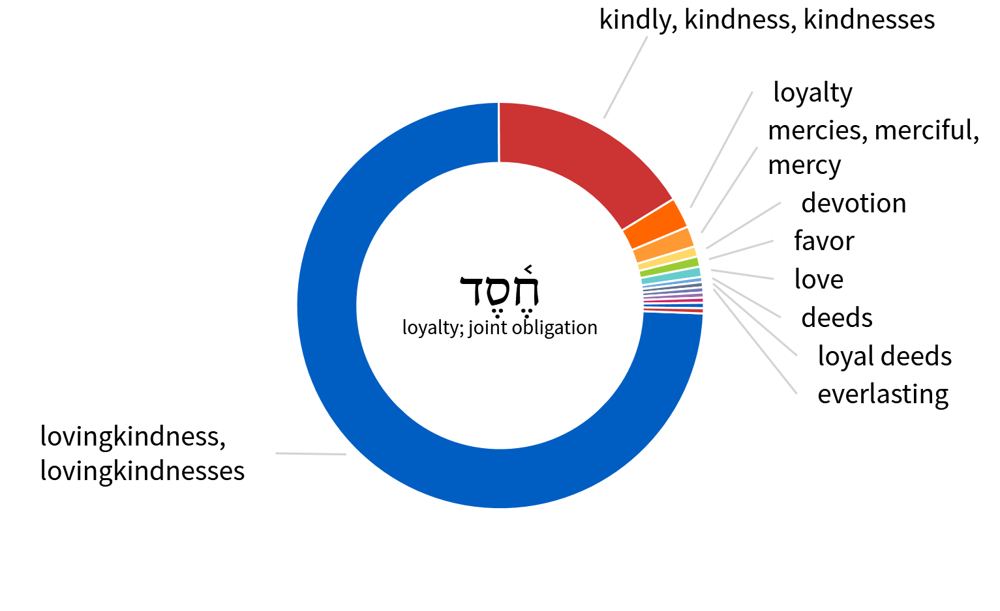 kindly, kindness, kindnesses
loyalty
mercies, merciful,
mercy
devotion
favor
love
deeds
loyal deeds
everlasting
חֶ֫סֶד
loyalty; joint obligation
lovingkindness,
lovingkindnesses